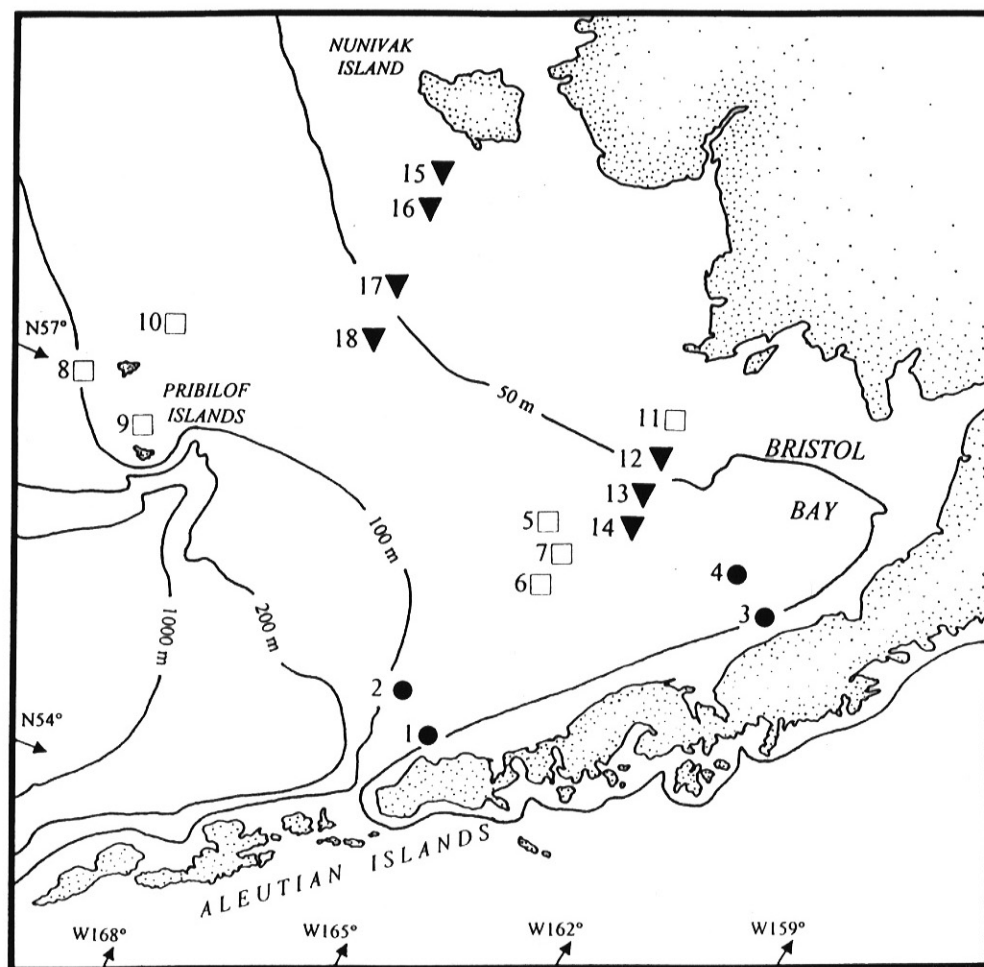 NUNIVAK
ISLAND
15
16
17
18
N57°
10
8
PRIBILOF
ISLANDS
9
50 m
11
12
BRISTOL
13
BAY
14
5
7
6
100 m
4
3
1000 m
200 m
2
1
N54°
ALEUTIAN ISLANDS
W168°
W165°
W162°
W159°